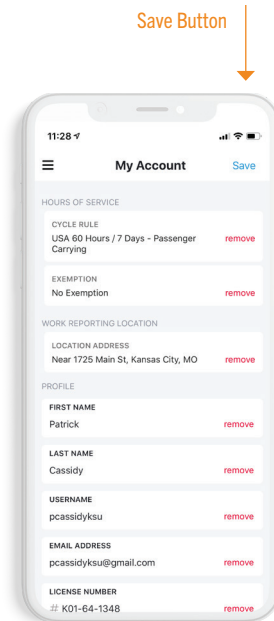 Save Button
11:28
My Account
Save
HOURS OF SERVICE
CYCLE RULE
USA 60 Hours / 7 Days - Passenger
Carrying
remove
EXEMPTION
No Exemption
remove
WORK REPORTING LOCATION
LOCATION ADDRESS
Near 1725 Main St, Kansas City, MO
remove
PROFILE
FIRST NAME
Patrick
remove
LAST NAME
Cassidy
remove
USERNAME
pcassidyksu
remove
EMAIL ADDRESS
pcassidyksu@gmail.com
remove
LICENSE NUMBER
# K01-64-1348
remove